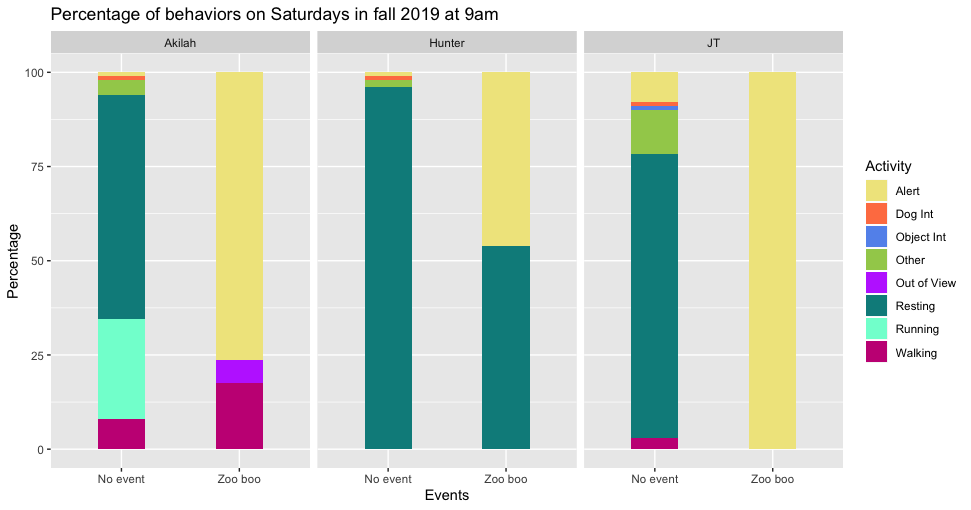 Percentage of behaviors on Saturdays in fall 2019 at 9am
Akilah
Hunter
JT
Percentage
100
75
50
25
0
No event
Zoo boo
No event
Zoo boo
No event
Zoo boo
Events
Activity
Alert
Dog Int
Object Int
Other
Out of View
Resting
Running
Walking